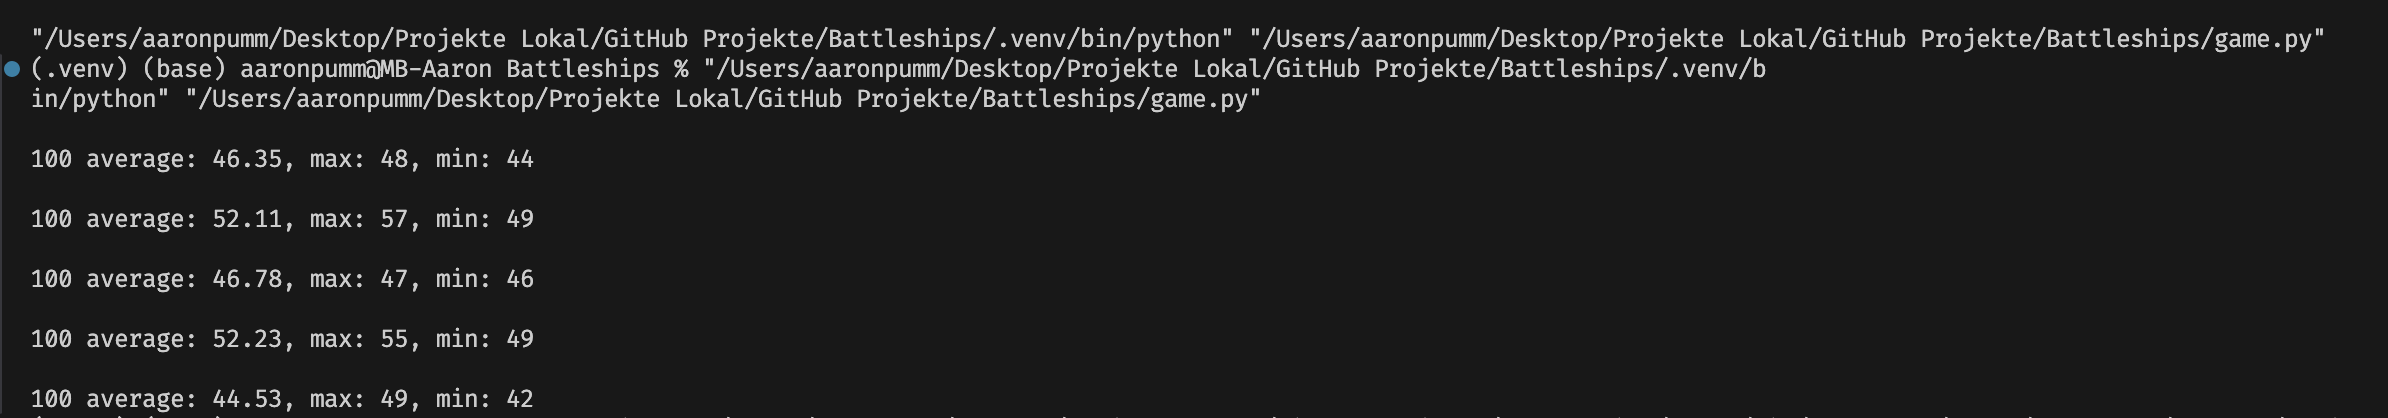 "/Users/aaronpumm/Desktop/Projekte Lokal/GitHub Projekte/Battleships/.venv/bin/python" "/Users/aaronpumm/Desktop/Projekte Lokal/GitHub Projekte/Battleships/game.py"
(.venv) (base) aaronpumm@MB-Aaron Battleships % "/Users/aaronpumm/Desktop/Projekte Lokal/GitHub Projekte/Battleships/.venv/b
in/python" "/Users/aaronpumm/Desktop/Projekte Lokal/GitHub Projekte/Battleships/game.py"
100 average: 46.35, max: 48, min: 44
100 average: 52.11, max: 57, min: 49
100 average: 46.78, max: 47, min: 46
100 average: 52.23, max: 55, min: 49
100 average: 44.53, max: 49, min: 42